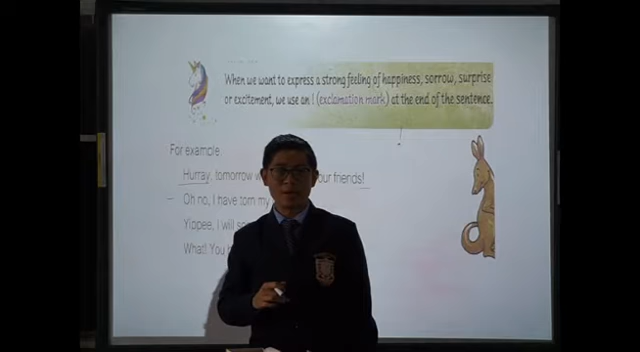 When we want to express a strong feeling of happiness, sorrow, surprise
or excitement, we use an ! (exclamation mark) at the end of the sentence.
For example:
Hurray, tomorrow our friends!
Oh no, I have torn my
Yippee, I will
What!! You